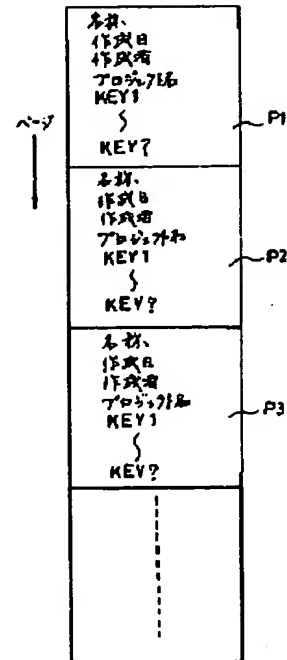 名称、
作成日
作成者
プロジェクト名
KEY1
〜
KEY?
ページ
P1
名称、
作成日
作成者
プロジェクト名
KEY1
〜
KEY?
P2
名称、
作成日
作成者
プロジェクト名
KEY1
〜
KEY?
P3